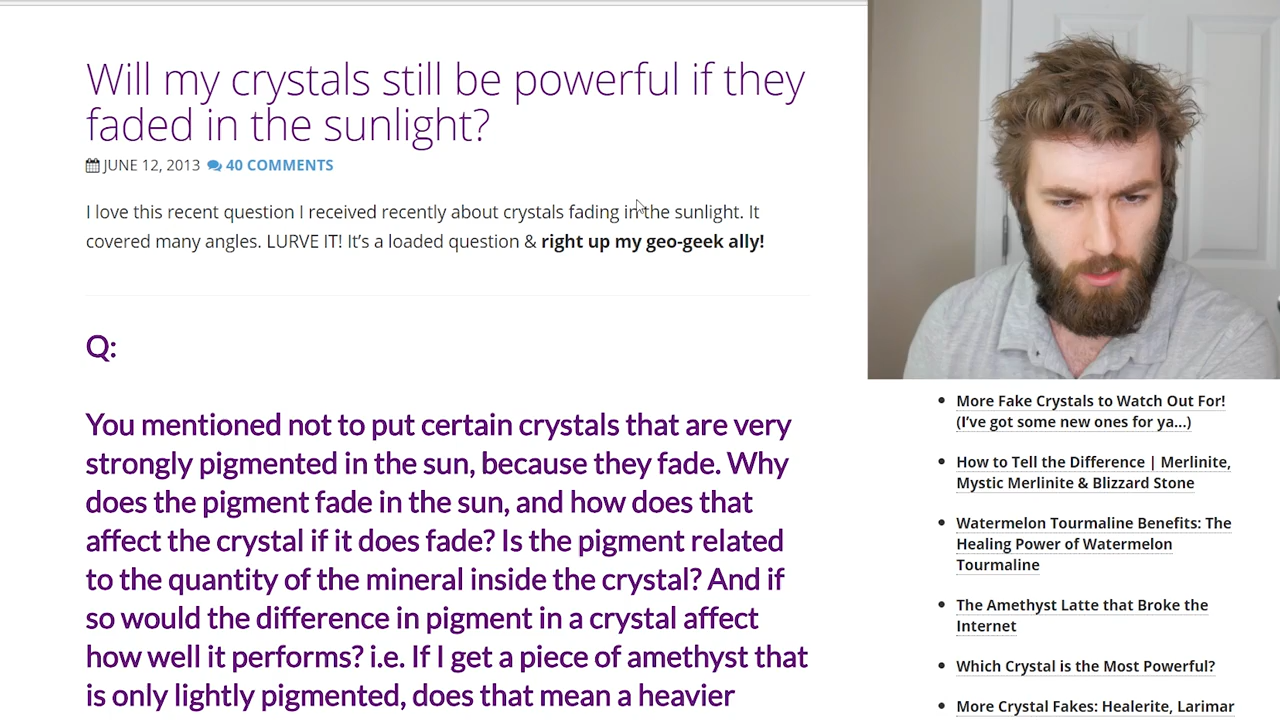 Will my crystals still be powerful if they
faded in the sunlight?
JUNE 12, 2013 40 COMMENTS
I love this recent question I received recently about crystals fading in the sunlight. It
covered many angles. LURVE IT! It’s a loaded question & right up my geo-geek ally!
Q:
You mentioned not to put certain crystals that are very
strongly pigmented in the sun, because they fade. Why
does the pigment fade in the sun, and how does that
affect the crystal if it does fade? Is the pigment related
to the quantity of the mineral inside the crystal? And if
so would the difference in pigment in a crystal affect
how well it performs? i.e. If I get a piece of amethyst that
is only lightly pigmented, does that mean a heavier
More Fake Crystals to Watch Out For!
(I’ve got some new ones for ya...)
How to Tell the Difference | Merlinite,
Mystic Merlinite & Blizzard Stone
Watermelon Tourmaline Benefits: The
Healing Power of Watermelon
Tourmaline
The Amethyst Latte that Broke the
Internet
Which Crystal is the Most Powerful?
More Crystal Fakes: Healerite, Larimar